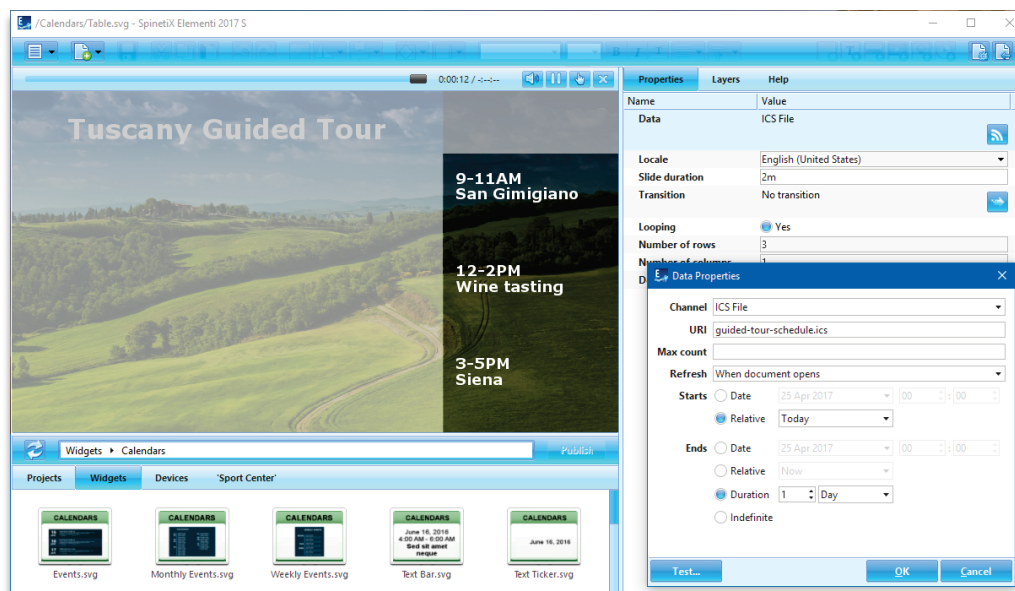 /Calendars/Table.svg - SpinetiX Elementi 2017 S
0:00:12 / -:--:--
Tuscany Guided Tour
9-11AM
San Gimigiano
12-2PM
Wine tasting
3-5PM
Siena
Widgets Calendars
Publish
Projects Widgets Devices 'Sport Center'
CALENDARS
Events.svg
CALENDARS
Monthly Events.svg
CALENDARS
Weekly Events.svg
CALENDARS
June 16, 2016
4:00 AM - 6:00 AM
Sed sit amet
neque
Text Bar.svg
CALENDARS
June 16, 2016
Text Ticker.svg
Properties Layers Help
Name Value
Data ICS File
Locale English (United States)
Slide duration 2m
Transition No transition
Looping Yes
Number of rows 3
Number of columns 1
Data Properties
Channel ICS File
URI guided-tour-schedule.ics
Max count
Refresh When document opens
Starts Date 25 Apr 2017 00 : 00
Relative Today
Ends Date 25 Apr 2017 00 : 00
Relative Now
Duration 1 Day
Indefinite
Test... OK Cancel